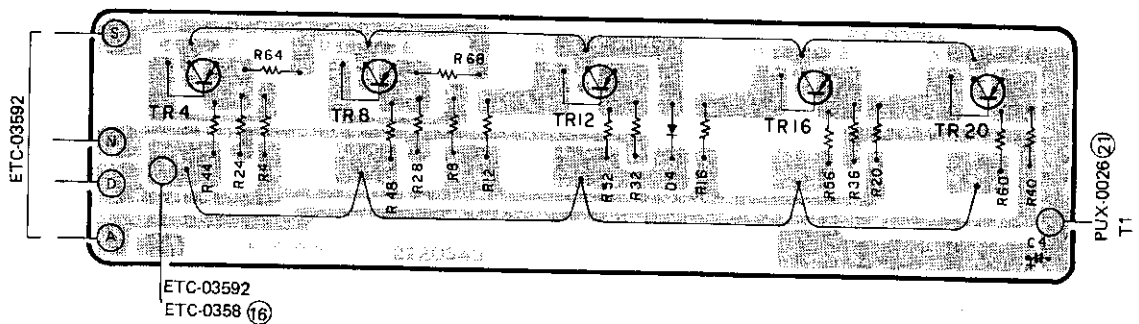 S
R64
R68
TR4
TR8
TR12
TR16
TR20
ETC-03592
N
D
A
R44
R24
R4
R48
R28
R8
R12
R52
R32
D4
R16
R56
R36
R20
R60
R40
C4
PUX-0026 (21)
T1
ETC-03592
ETC-0358 (16)